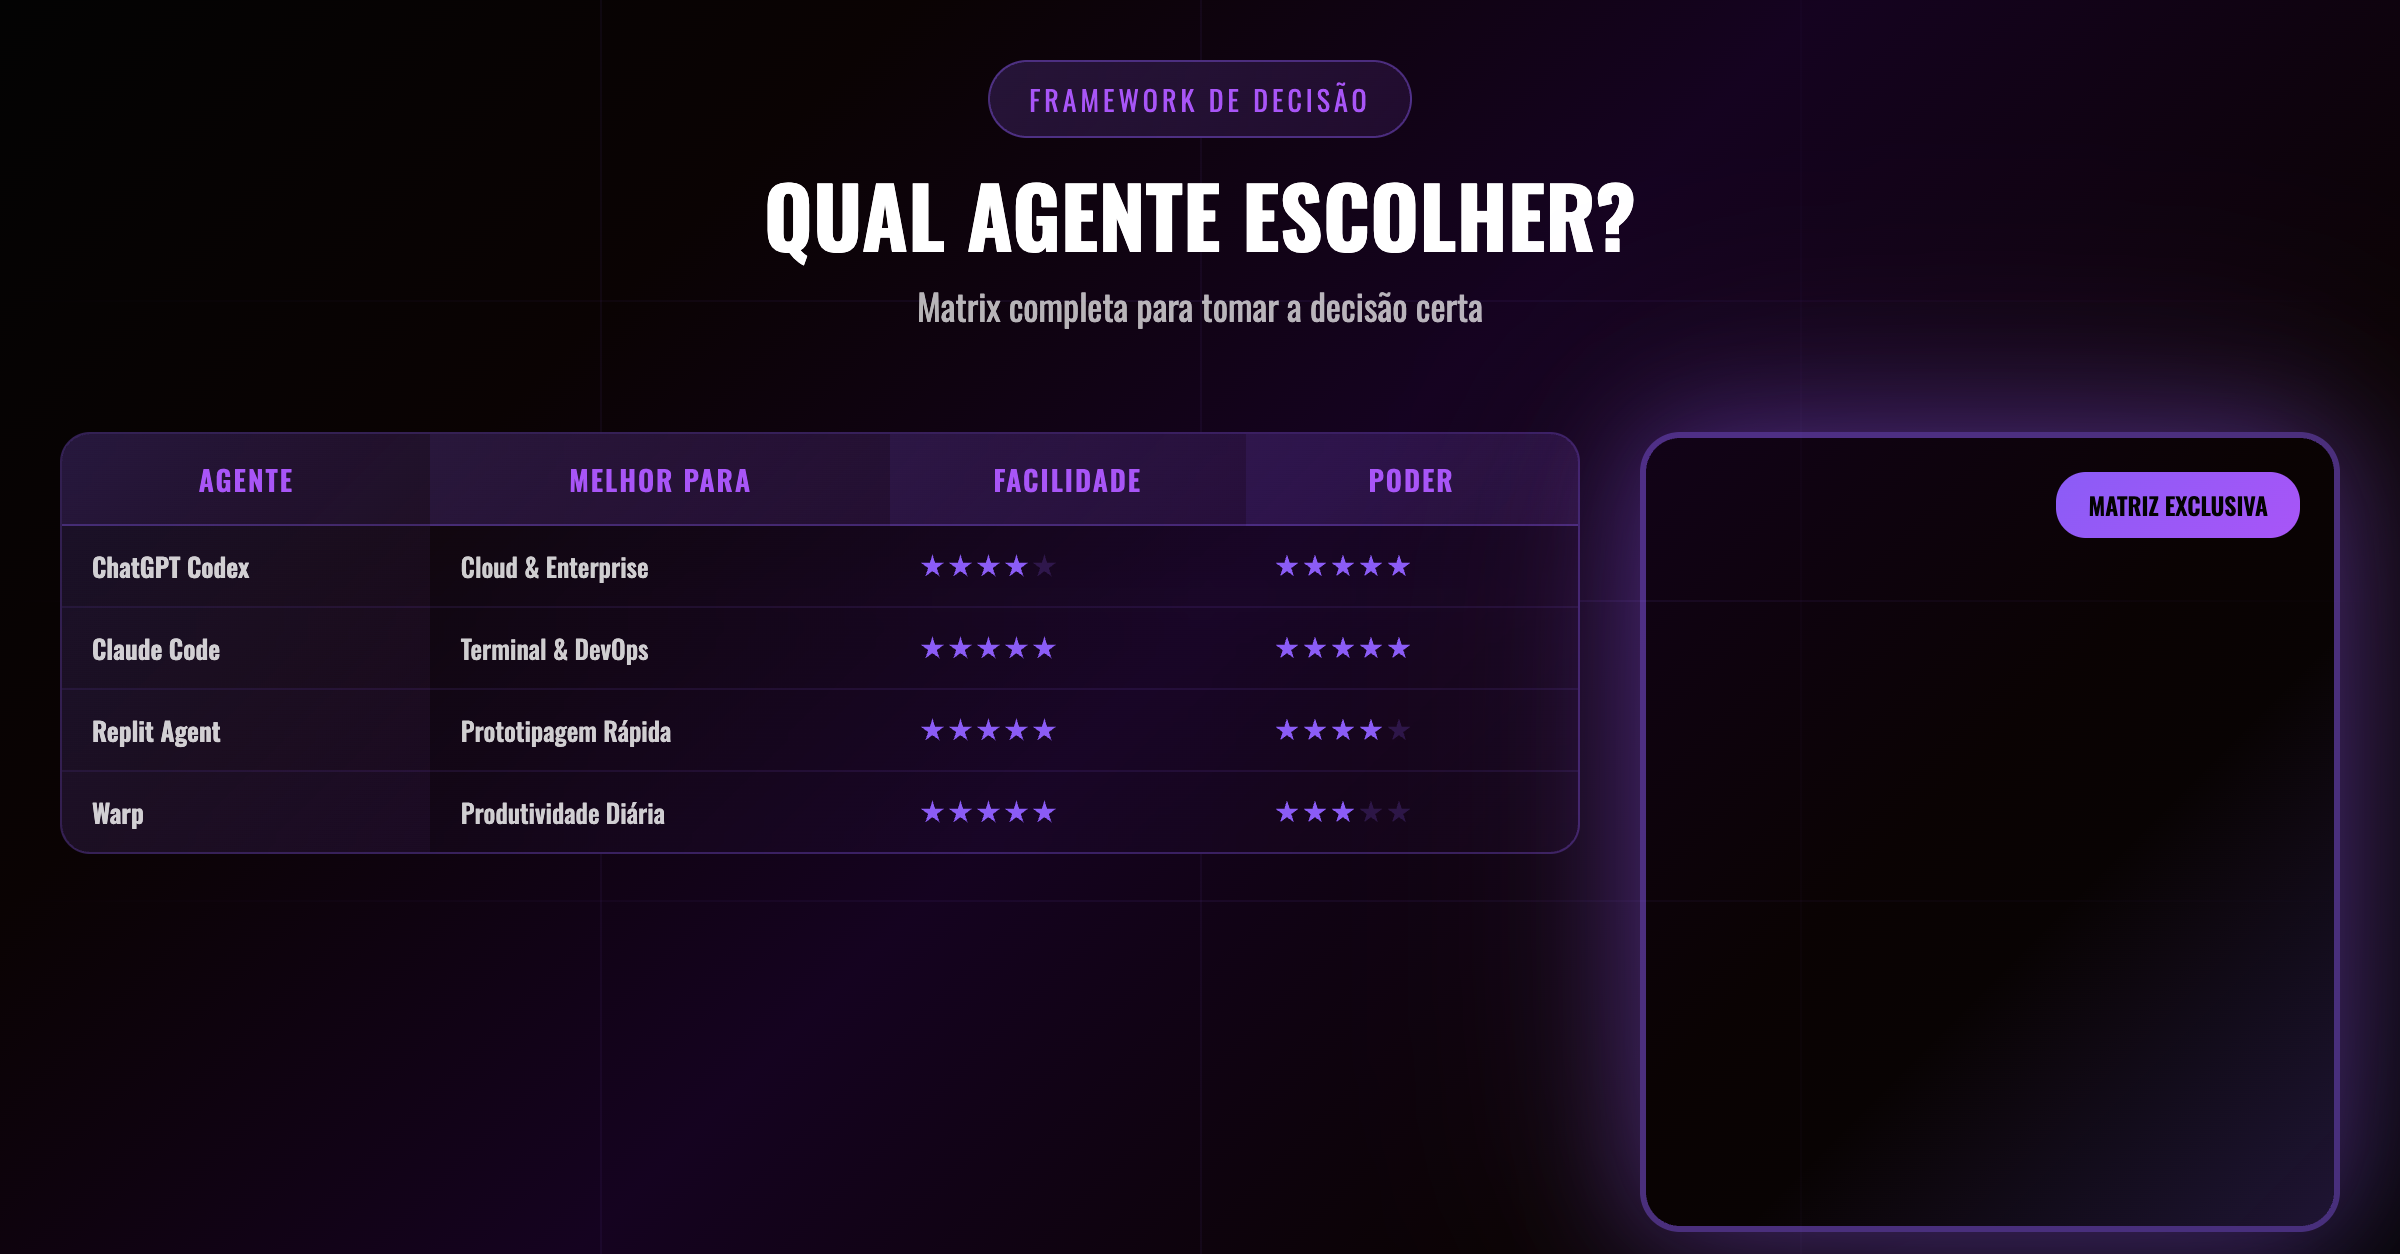 FRAMEWORK DE DECISÃO
QUAL AGENTE ESCOLHER?
Matrix completa para tomar a decisão certa
AGENTE MELHOR PARA FACILIDADE PODER
ChatGPT Codex Cloud & Enterprise ★★★★★ ★★★★★
Claude Code Terminal & DevOps ★★★★★ ★★★★★
Replit Agent Prototipagem Rápida ★★★★★ ★★★★★
Warp Produtividade Diária ★★★★★ ★★★★★
MATRIZ EXCLUSIVA